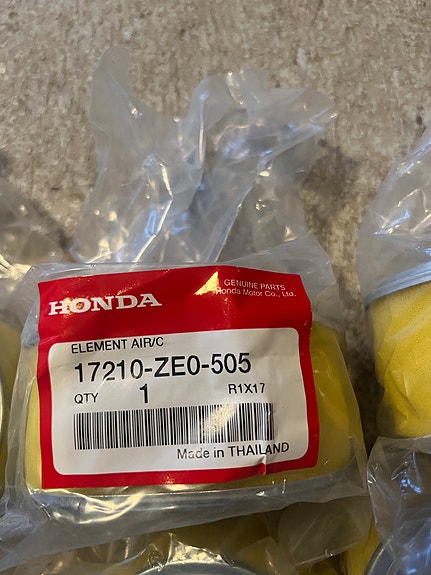 HONDA
GENUINE PARTS
Honda Motor Co., Ltd.
ELEMENT AIR/C
17210-ZE0-505
QTY 1 R1X17
Made in THAILAND